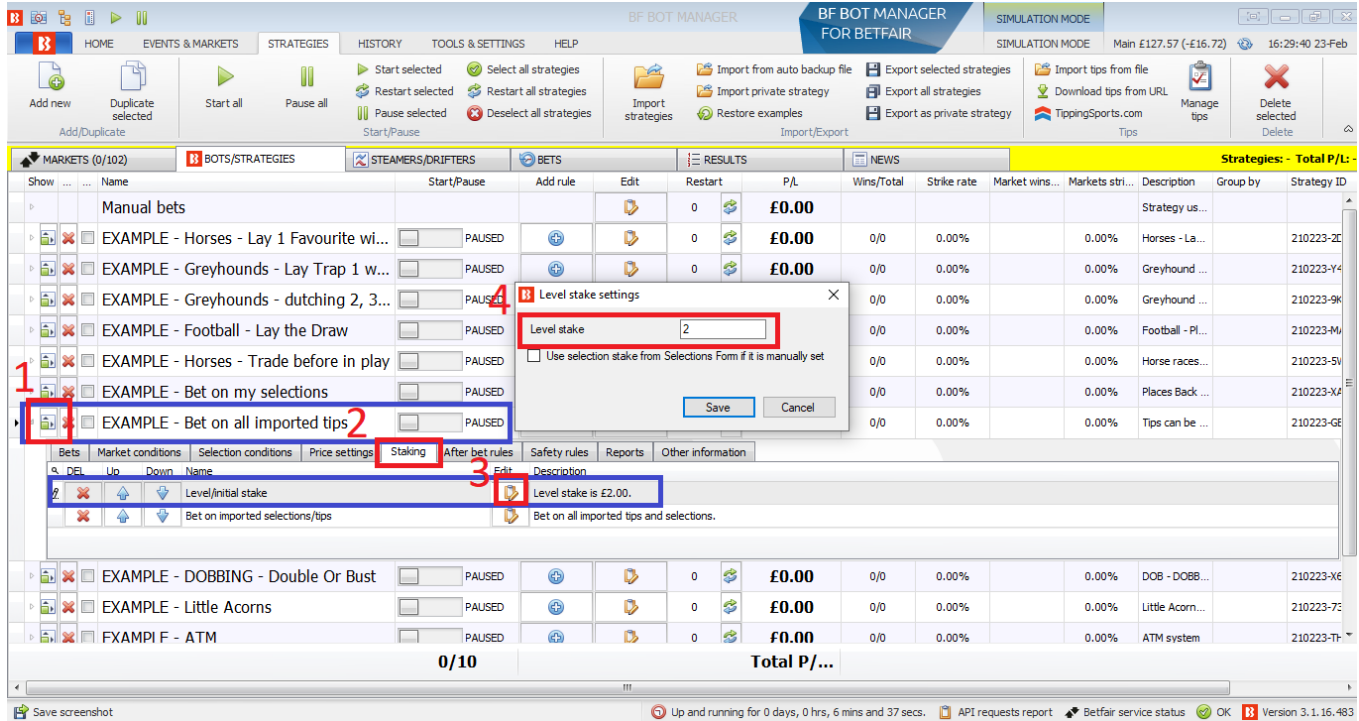 BF BOT MANAGER
BF BOT MANAGER
FOR BETFAIR
SIMULATION MODE
HOME EVENTS & MARKETS STRATEGIES HISTORY TOOLS & SETTINGS HELP
SIMULATION MODE Main £127.57 (-£16.72) 16:29:40 23-Feb
Add new
Duplicate selected
Start all
Pause all
Start selected
Restart selected
Pause selected
Select all strategies
Restart all strategies
Deselect all strategies
Import strategies
Import from auto backup file
Import private strategy
Restore examples
Export selected strategies
Export all strategies
Export as private strategy
Import tips from file
Download tips from URL
TippingSports.com
Manage tips
Delete selected
Add/Duplicate Start/Pause Import/Export Tips Delete
MARKETS (0/102) BOTS/STRATEGIES STEAMERS/DRIFTERS BETS RESULTS NEWS Strategies: - Total P/L: -
Show ... ... Name Start/Pause Add rule Edit Restart P/L Wins/Total Strike rate Market wins... Markets stri... Description Group by Strategy ID
Manual bets 0 £0.00 Strategy us...
EXAMPLE - Horses - Lay 1 Favourite wi... PAUSED 0 £0.00 0/0 0.00% 0.00% Horses - La... 210223-2D
EXAMPLE - Greyhounds - Lay Trap 1 w... PAUSED 0 £0.00 0/0 0.00% 0.00% Greyhound ... 210223-Y4
EXAMPLE - Greyhounds - dutching 2, 3... PAUSED 0/0 0.00% 0.00% Greyhound ... 210223-9K
EXAMPLE - Football - Lay the Draw PAUSED 0/0 0.00% 0.00% Football - Pl... 210223-M
EXAMPLE - Horses - Trade before in play PAUSED 0/0 0.00% 0.00% Horse races... 210223-5
EXAMPLE - Bet on my selections PAUSED 0/0 0.00% 0.00% Places Back ... 210223-XA
EXAMPLE - Bet on all imported tips PAUSED 0/0 0.00% 0.00% Tips can be ... 210223-GE
4
Level stake settings
Level stake 2
Use selection stake from Selections Form if it is manually set
Save Cancel
1
2
Bets Market conditions Selection conditions Price settings Staking After bet rules Safety rules Reports Other information
DEL Up Down Name Edit Description
3
Level/initial stake Level stake is £2.00.
Bet on imported selections/tips Bet on all imported tips and selections.
EXAMPLE - DOBBING - Double Or Bust PAUSED 0 £0.00 0/0 0.00% 0.00% DOB - DOBB... 210223-X6
EXAMPLE - Little Acorns PAUSED 0 £0.00 0/0 0.00% 0.00% Little Acorn... 210223-73
EXAMPLE - ATM PAUSED 0 £0.00 0/0 0.00% 0.00% ATM system 210223-TH
0/10 Total P/...
Save screenshot Up and running for 0 days, 0 hrs, 6 mins and 37 secs. API requests report Betfair service status OK Version 3.1.16.483